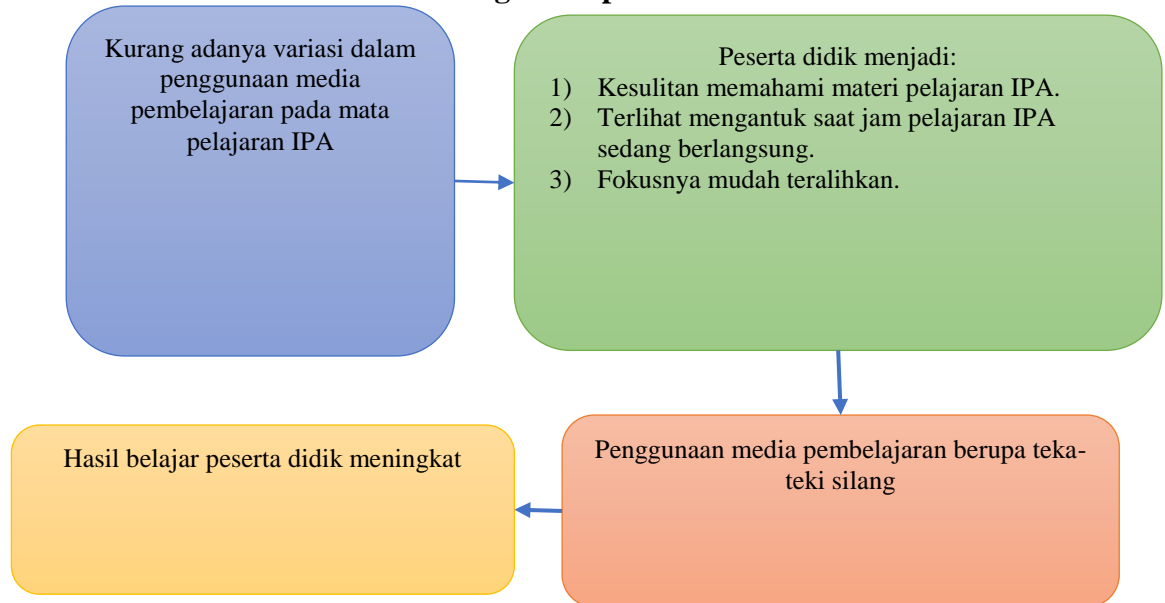 Kurang adanya variasi dalam
penggunaan media
pembelajaran pada mata
pelajaran IPA
Peserta didik menjadi:
1) Kesulitan memahami materi pelajaran IPA.
2) Terlihat mengantuk saat jam pelajaran IPA
sedang berlangsung.
3) Fokusnya mudah teralihkan.
Penggunaan media pembelajaran berupa teka-
teki silang
Hasil belajar peserta didik meningkat